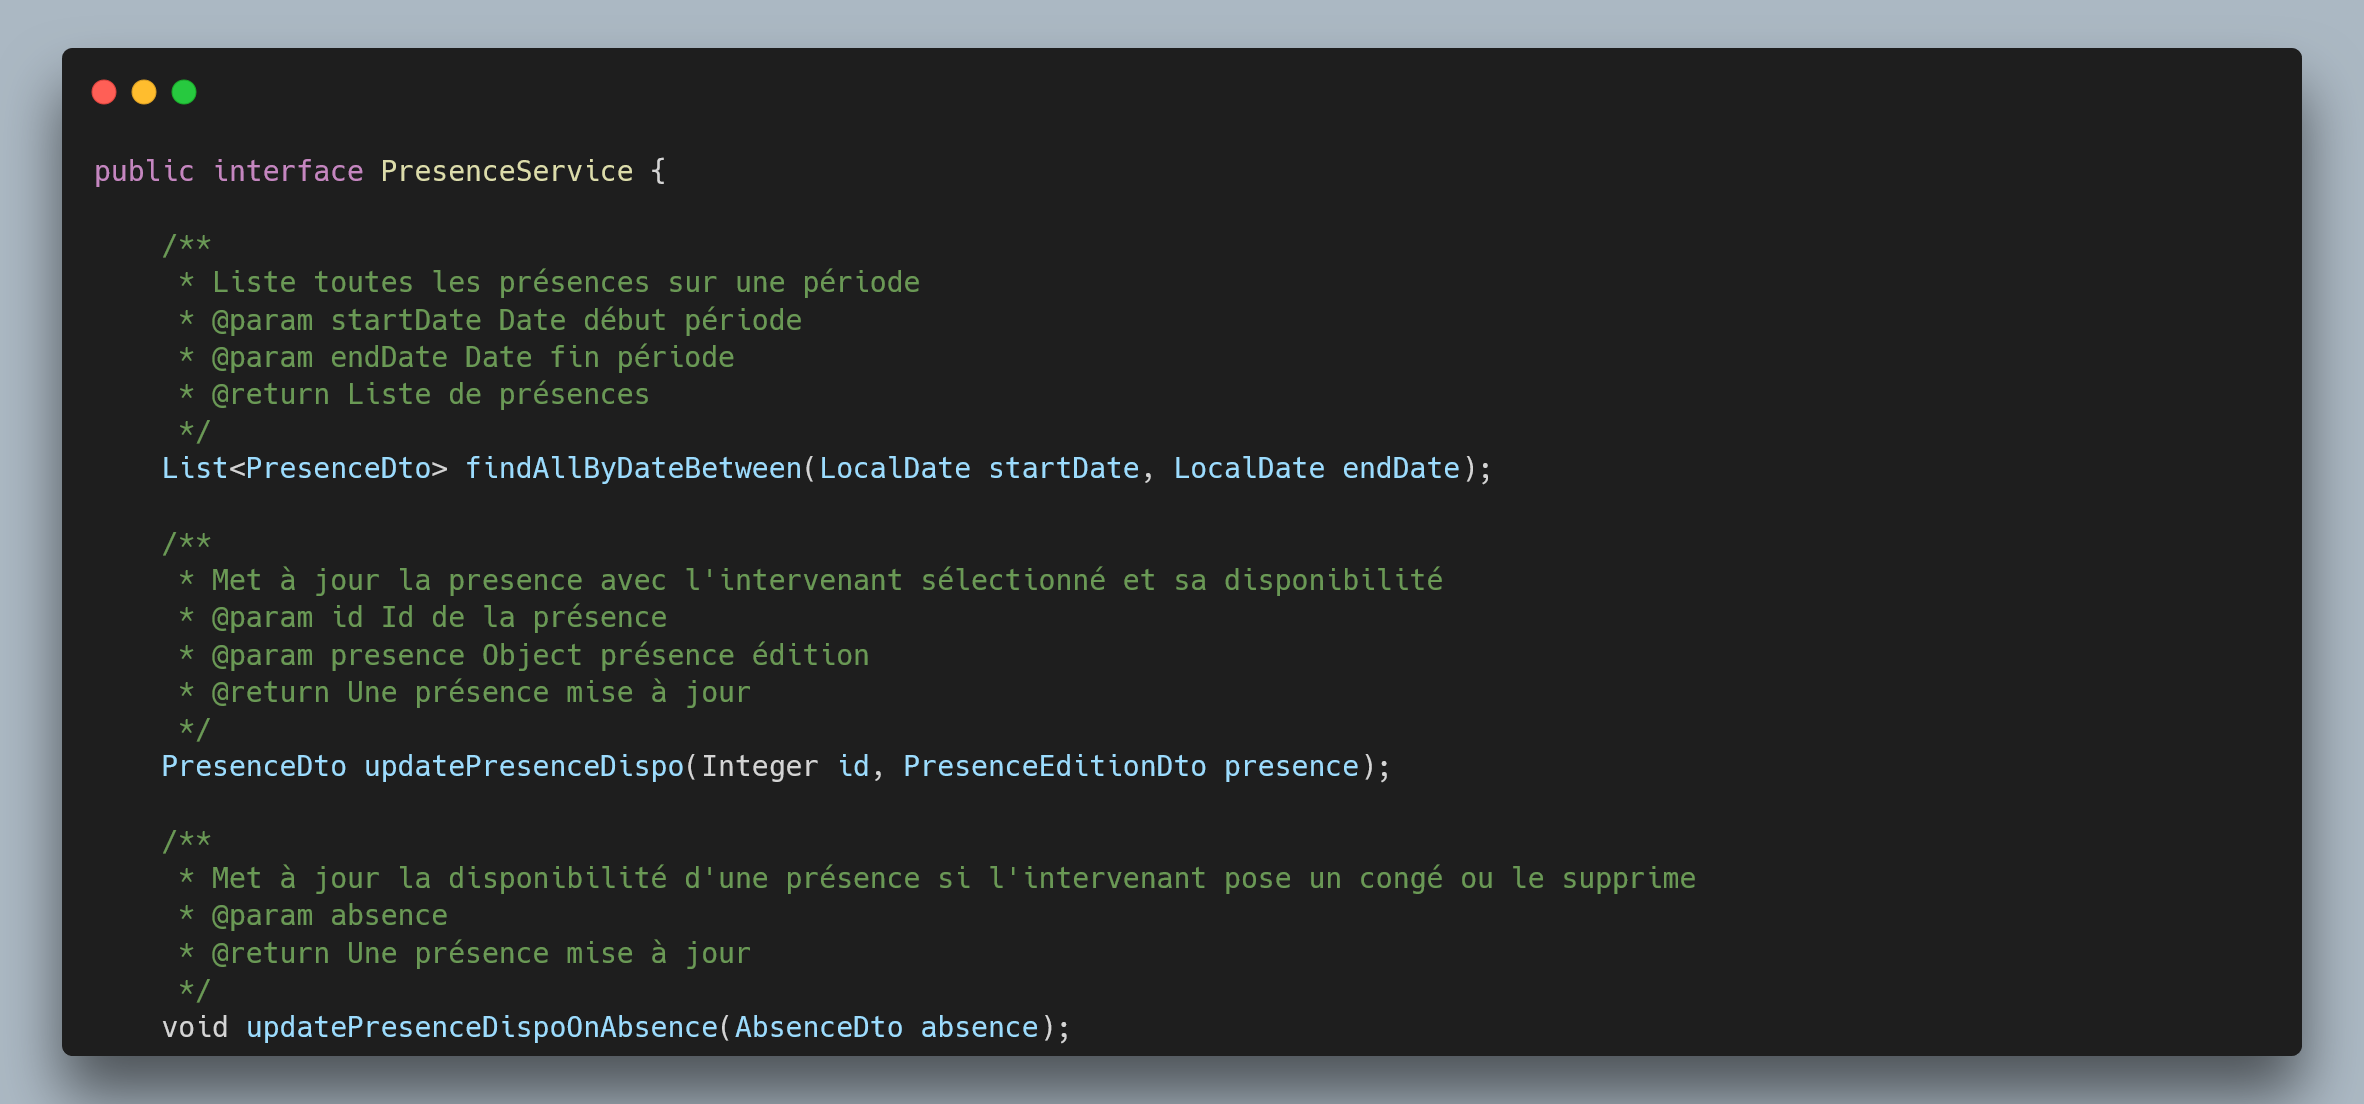 public interface PresenceService {
/**
* Liste toutes les présences sur une période
* @param startDate Date début période
* @param endDate Date fin période
* @return Liste de présences
*/
List<PresenceDto> findAllByDateBetween(LocalDate startDate, LocalDate endDate);
/**
* Met à jour la presence avec l'intervenant sélectionné et sa disponibilité
* @param id Id de la présence
* @param presence Object présence édition
* @return Une présence mise à jour
*/
PresenceDto updatePresenceDispo(Integer id, PresenceEditionDto presence);
/**
* Met à jour la disponibilité d'une présence si l'intervenant pose un congé ou le supprime
* @param absence
* @return Une présence mise à jour
*/
void updatePresenceDispoOnAbsence(AbsenceDto absence);